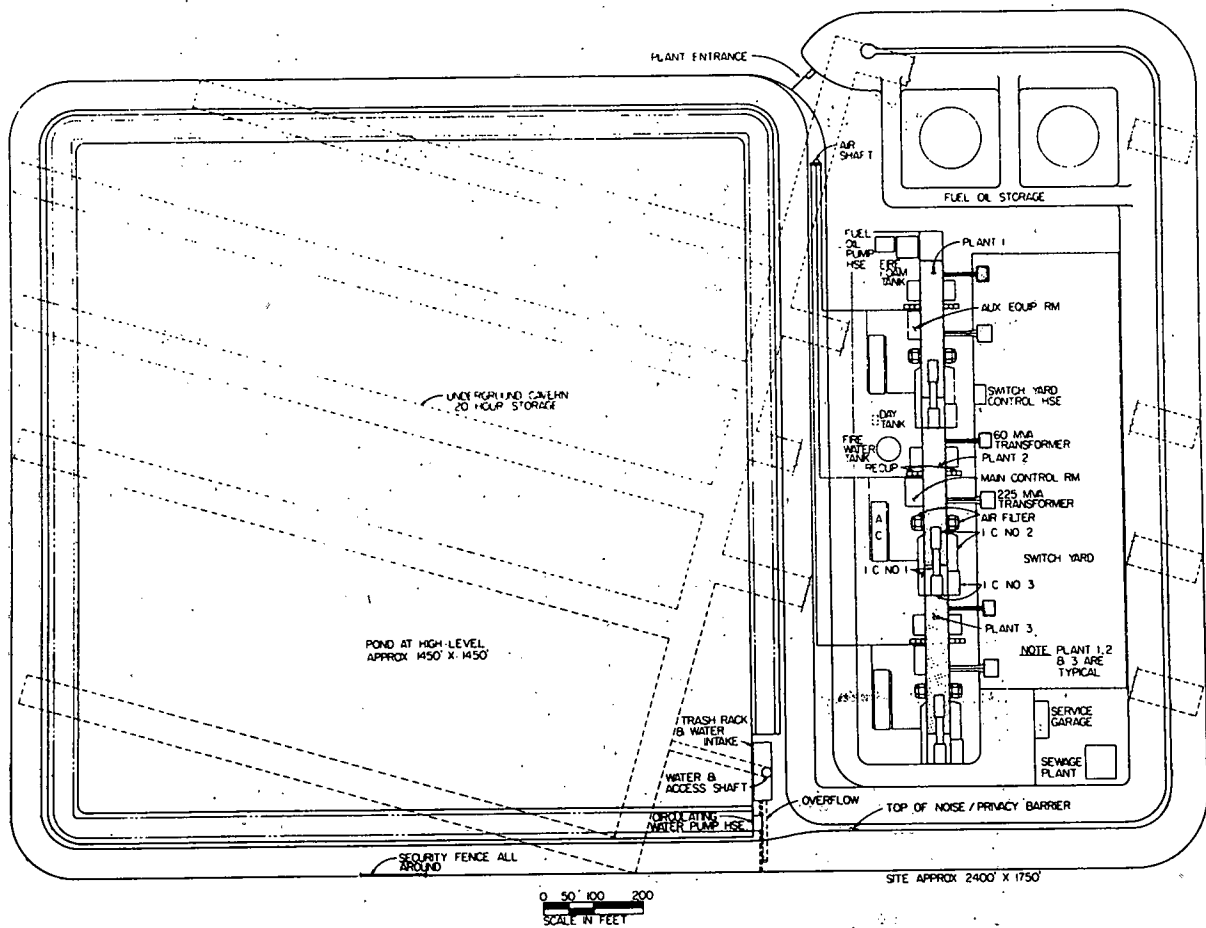 PLANT ENTRANCE
AIR
SHAFT
FUEL OIL STORAGE
FUEL
OIL
PUMP
HSE
PLANT 1
FIRE
FOAM
TANK
AUX EQUIP RM
UNDERGROUND CAVERN
20 HOUR STORAGE
SWITCH YARD
CONTROL HSE
DAY
TANK
60 MVA
TRANSFORMER
FIRE
WATER
TANK
PLANT 2
RECUP
MAIN CONTROL RM
225 MVA
TRANSFORMER
A
C
AIR FILTER
I C NO 2
SWITCH YARD
I C NO 1
I C NO 3
PLANT 3
POND AT HIGH-LEVEL
APPROX 1450' X 1450'
NOTE PLANT 1,2
& 3 ARE
TYPICAL
TRASH RACK
& WATER
INTAKE
SERVICE
GARAGE
WATER &
ACCESS SHAFT
SEWAGE
PLANT
OVERFLOW
TOP OF NOISE / PRIVACY BARRIER
CIRCULATING
WATER PUMP HSE
SECURITY FENCE ALL
AROUND
SITE APPROX 2400' X 1750'
0 50 100 200
SCALE IN FEET